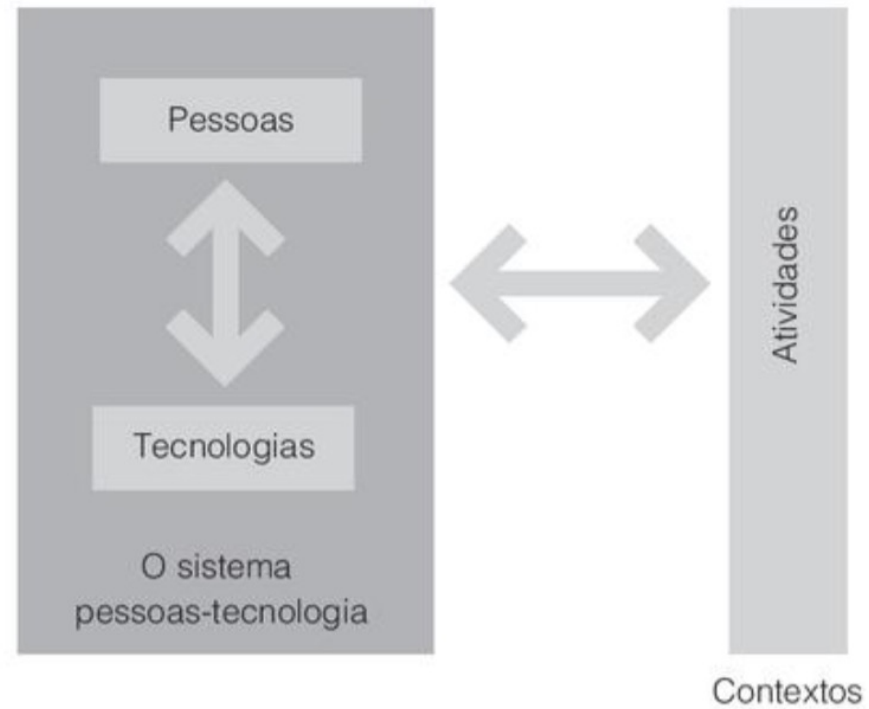 Pessoas
Tecnologias
O sistema
pessoas-tecnologia
Atividades
Contextos